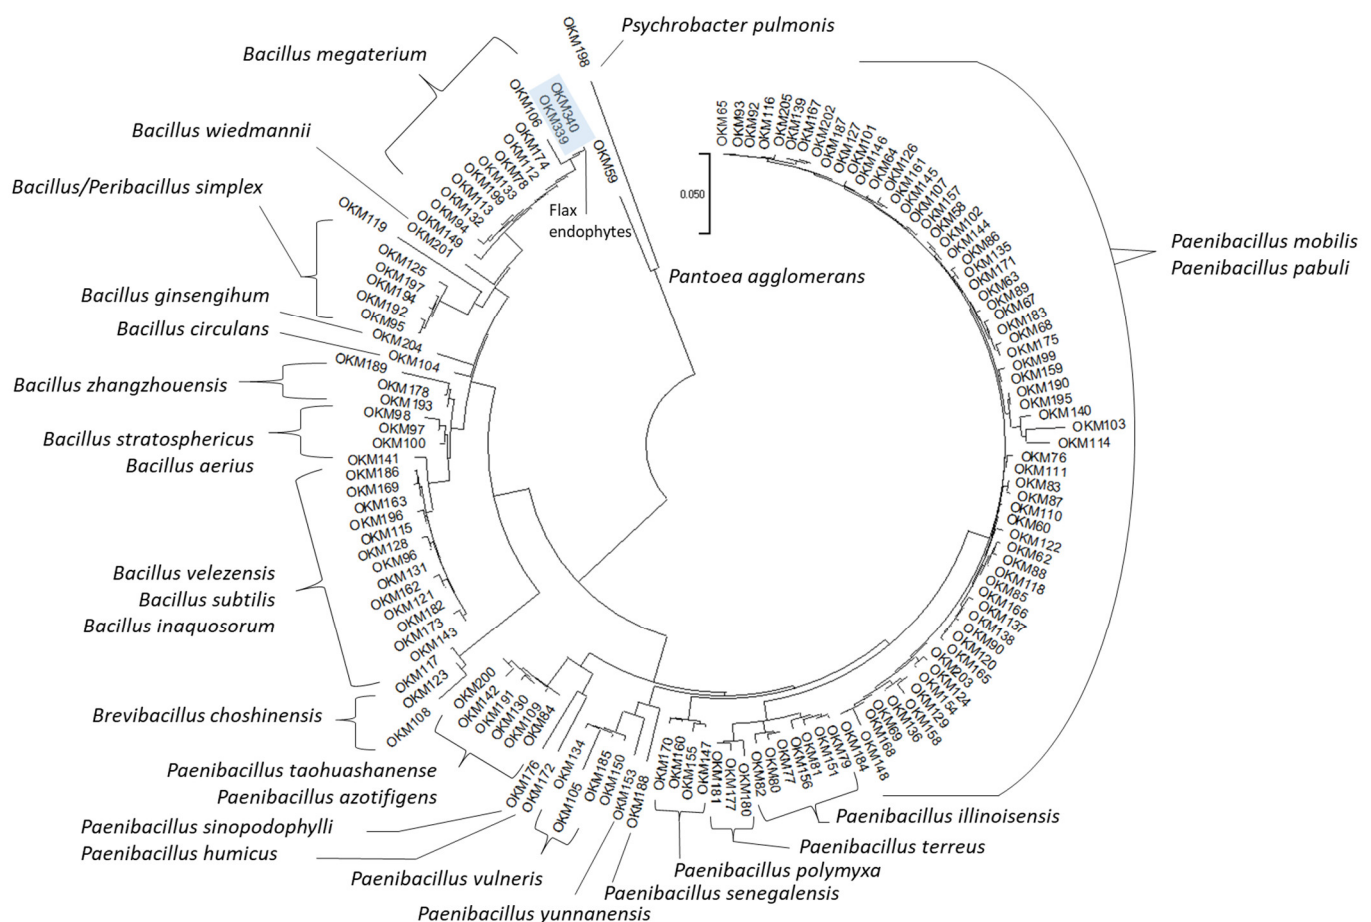 Psychrobacter pulmonis
OKM198
Bacillus megaterium
OKM340
OKM339
OKM106
OKM174
OKM112
OKM78
OKM133
OKM199
OKM113
OKM132
OKM94
OKM149
OKM201
OKM59
Flax
endophytes
Pantoea agglomerans
0.050
Bacillus wiedmannii
Bacillus/Peribacillus simplex
OKM119
OKM125
OKM197
OKM194
OKM192
OKM95
Bacillus ginsengihum
OKM204
Bacillus circulans
OKM104
OKM189
Bacillus zhangzhouensis
OKM178
OKM193
OKM98
OKM97
OKM100
Bacillus stratosphericus
Bacillus aerius
OKM141
OKM186
OKM169
OKM163
OKM196
OKM115
OKM128
OKM96
OKM131
OKM162
OKM121
OKM182
OKM173
OKM143
OKM117
OKM123
Bacillus velezensis
Bacillus subtilis
Bacillus inaquosorum
Brevibacillus choshinensis
OKM108
OKM200
OKM142
OKM191
OKM130
OKM109
OKM84
Paenibacillus taohuashanense
Paenibacillus azotifigens
OKM176
OKM172
Paenibacillus sinopodophylli
Paenibacillus humicus
OKM134
OKM105
OKM185
OKM150
OKM153
OKM188
Paenibacillus vulneris
Paenibacillus yunnanensis
Paenibacillus senegalensis
OKM170
OKM160
OKM155
OKM147
Paenibacillus polymyxa
OKM181
OKM177
OKM180
Paenibacillus terreus
OKM82
OKM80
OKM77
OKM156
OKM81
OKM151
OKM79
OKM184
Paenibacillus illinoisensis
OKM148
OKM168
OKM69
OKM136
OKM158
OKM129
OKM154
OKM124
OKM203
OKM165
OKM120
OKM90
OKM138
OKM137
OKM166
OKM85
OKM118
OKM88
OKM62
OKM122
OKM60
OKM110
OKM87
OKM83
OKM111
OKM76
OKM114
OKM103
OKM140
OKM195
OKM190
OKM159
OKM99
OKM175
OKM68
OKM183
OKM67
OKM89
OKM63
OKM171
OKM135
OKM86
OKM144
OKM102
OKM58
OKM157
OKM107
OKM145
OKM161
OKM126
OKM64
OKM146
OKM101
OKM127
OKM187
OKM202
OKM167
OKM139
OKM205
OKM116
OKM92
OKM93
OKM65
Paenibacillus mobilis
Paenibacillus pabuli